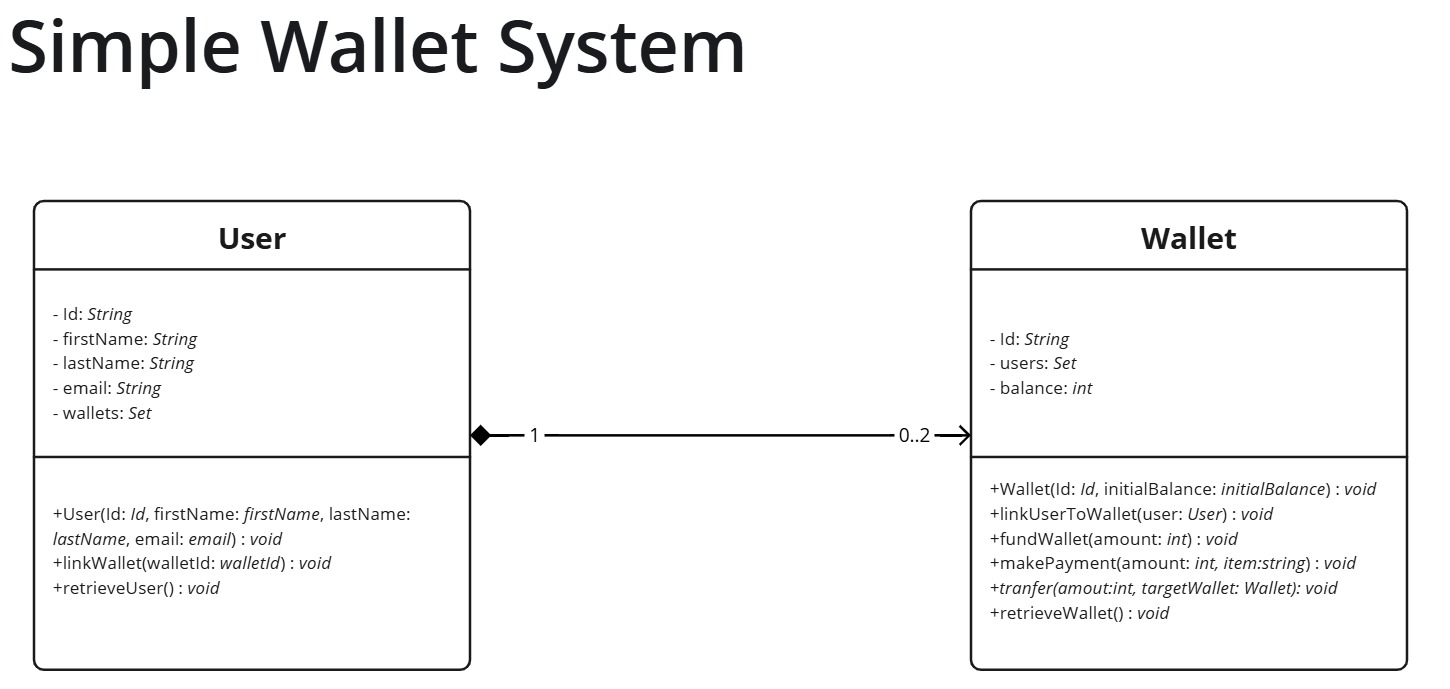 Simple Wallet System
User
- Id: String
- firstName: String
- lastName: String
- email: String
- wallets: Set
+User(Id: Id, firstName: firstName, lastName:
lastName, email: email) : void
+linkWallet(walletId: walletId) : void
+retrieveUser() : void
1
0..2
Wallet
- Id: String
- users: Set
- balance: int
+Wallet(Id: Id, initialBalance: initialBalance) : void
+linkUserToWallet(user: User) : void
+fundWallet(amount: int) : void
+makePayment(amount: int, item:string) : void
+tranfer(amout:int, targetWallet: Wallet): void
+retrieveWallet() : void